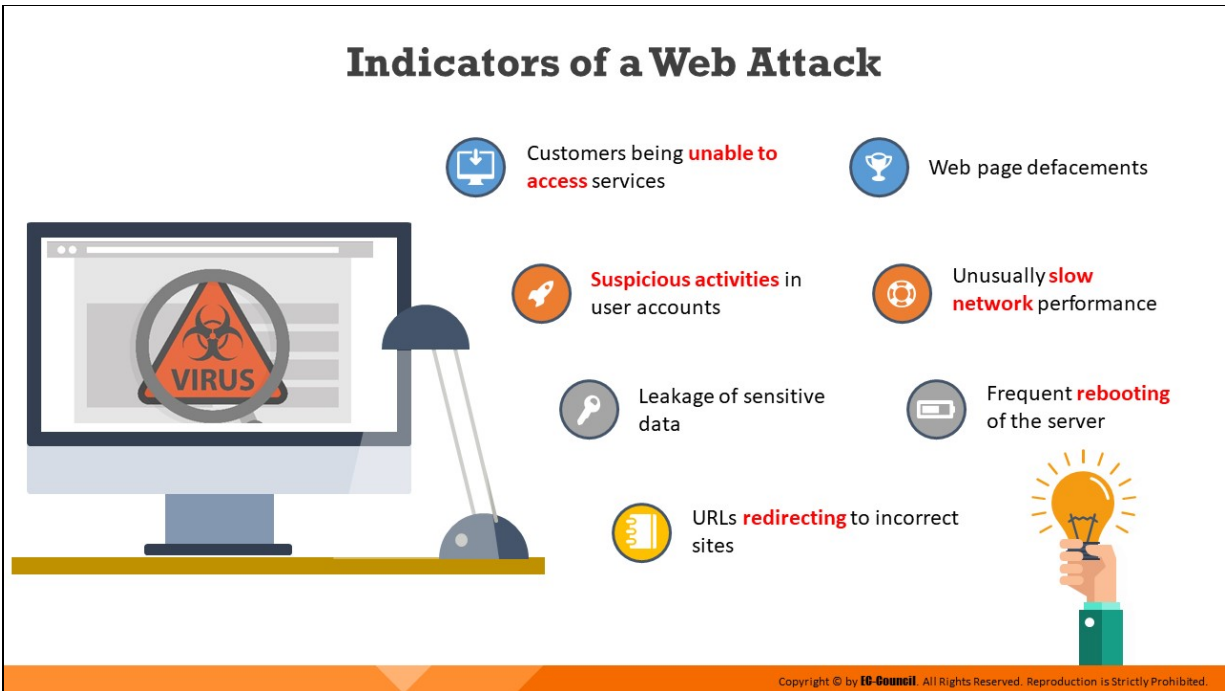 Indicators of a Web Attack
Customers being unable to
access services
Web page defacements
Suspicious activities in
user accounts
Unusually slow
network performance
Leakage of sensitive
data
Frequent rebooting
of the server
URLs redirecting to incorrect
sites
VIRUS
Copyright © by EC-Council. All Rights Reserved. Reproduction is Strictly Prohibited.